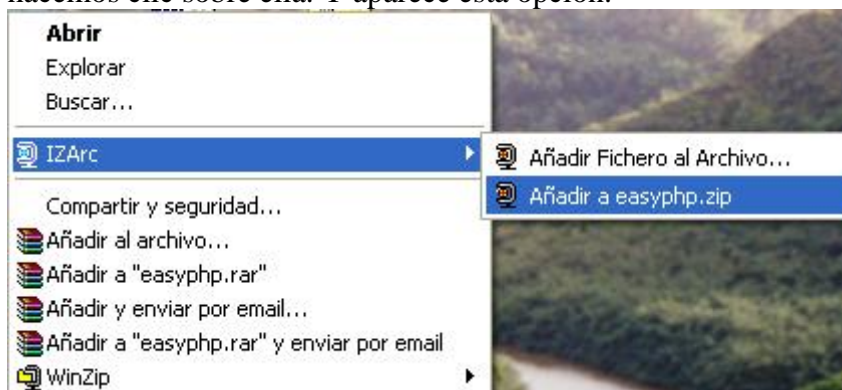 Abrir
Explorar
Buscar...
IZArc
Añadir Fichero al Archivo...
Añadir a easyphp.zip
Compartir y seguridad...
Añadir al archivo...
Añadir a "easyphp.rar"
Añadir y enviar por email...
Añadir a "easyphp.rar" y enviar por email
WinZip